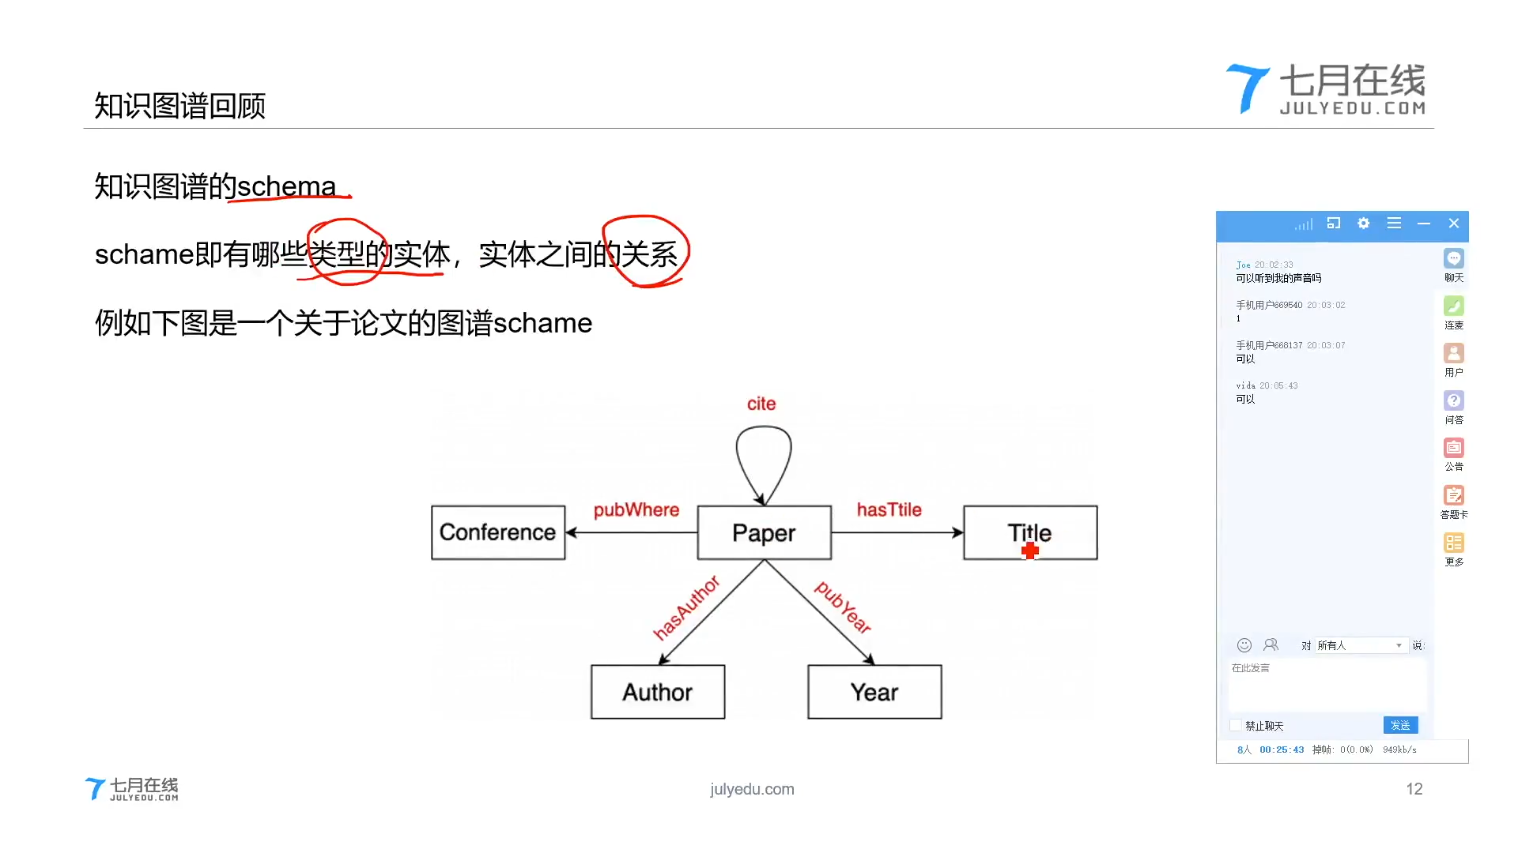 七月在线
JULYEDU.COM
知识图谱回顾
知识图谱的schema
schame即有哪些类型的实体，实体之间的关系
例如下图是一个关于论文的图谱schame
cite
pubWhere
hasTtile
Conference
Paper
Title
hasAuthor
pubYear
Author
Year
Joe 20:02:33
可以听到我的声音吗
手机用户669540 20:03:02
1
手机用户668137 20:03:07
可以
vida 20:05:43
可以
聊天
连麦
用户
问答
公告
答题卡
更多
对 所有人 说:
在此发言
禁止聊天
发送
8人 00:25:43 掉帧: 0(0.0%) 949kb/s
七月在线
JULYEDU.COM
julyedu.com
12